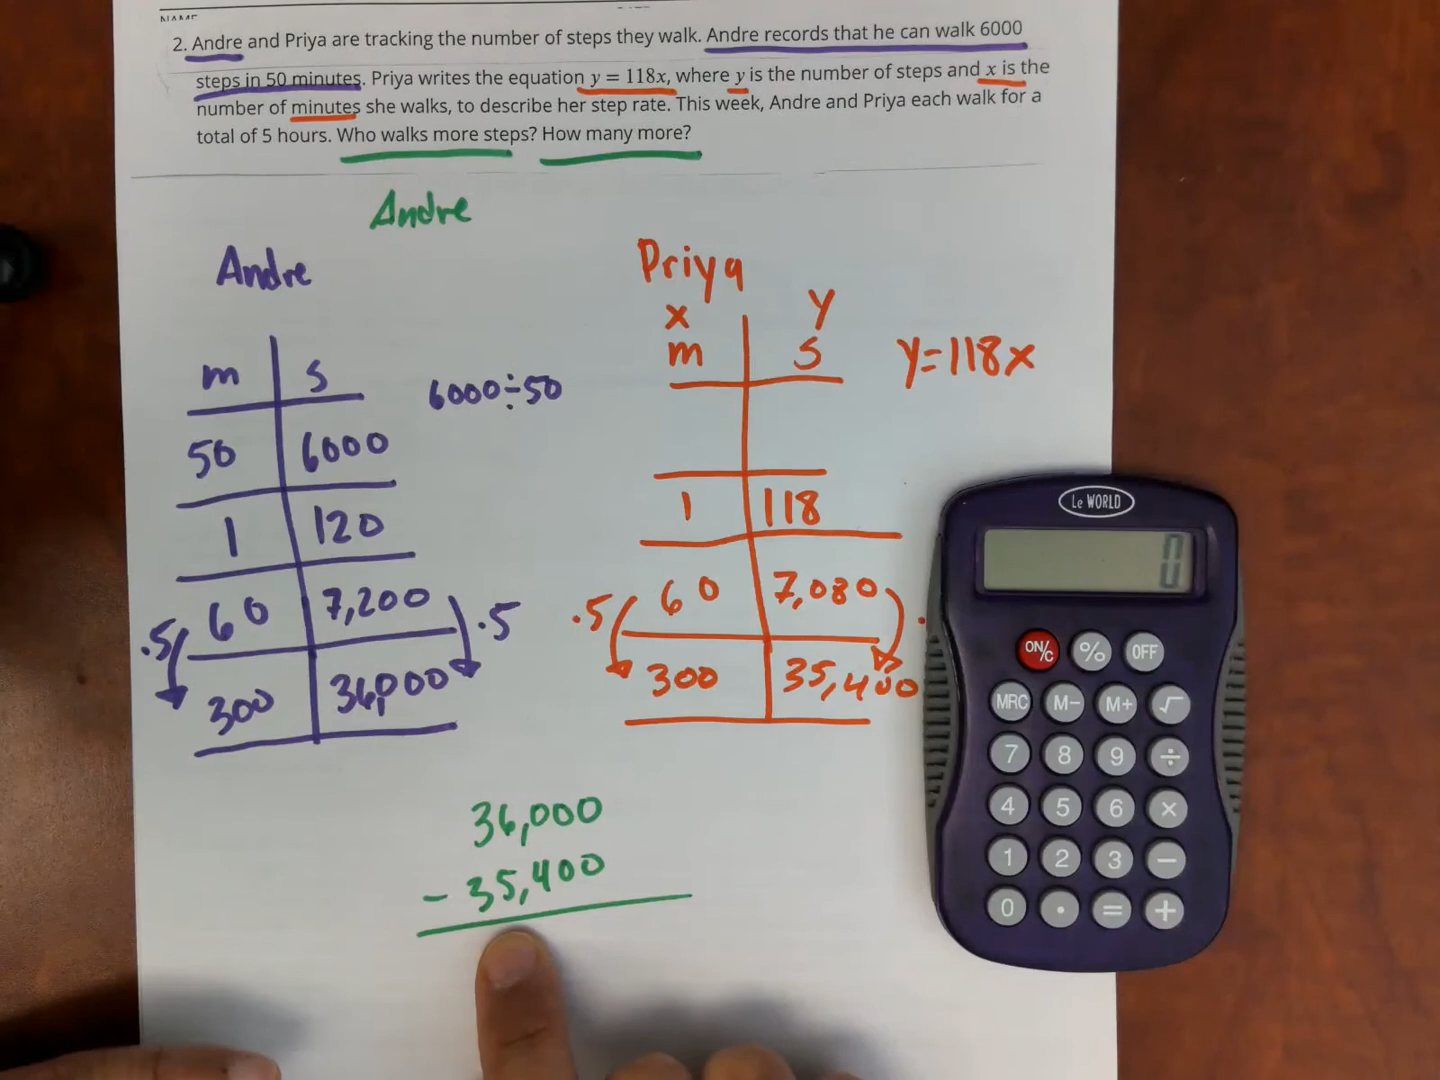 NAME
2. Andre and Priya are tracking the number of steps they walk. Andre records that he can walk 6000
steps in 50 minutes. Priya writes the equation y = 118x, where y is the number of steps and x is the
number of minutes she walks, to describe her step rate. This week, Andre and Priya each walk for a
total of 5 hours. Who walks more steps? How many more?
Andre
Andre
m s
6000÷50
50 6000
1 120
60 7,200
·5 ·5
300 36,000
Priya
x y
m s
y=118x
1 118
60 7,080
·5 ·
300 35,400
36,000
- 35,400
Le WORLD
0
ON/C % OFF
MRC M- M+ √
7 8 9 ÷
4 5 6 ×
1 2 3 −
0 · = +